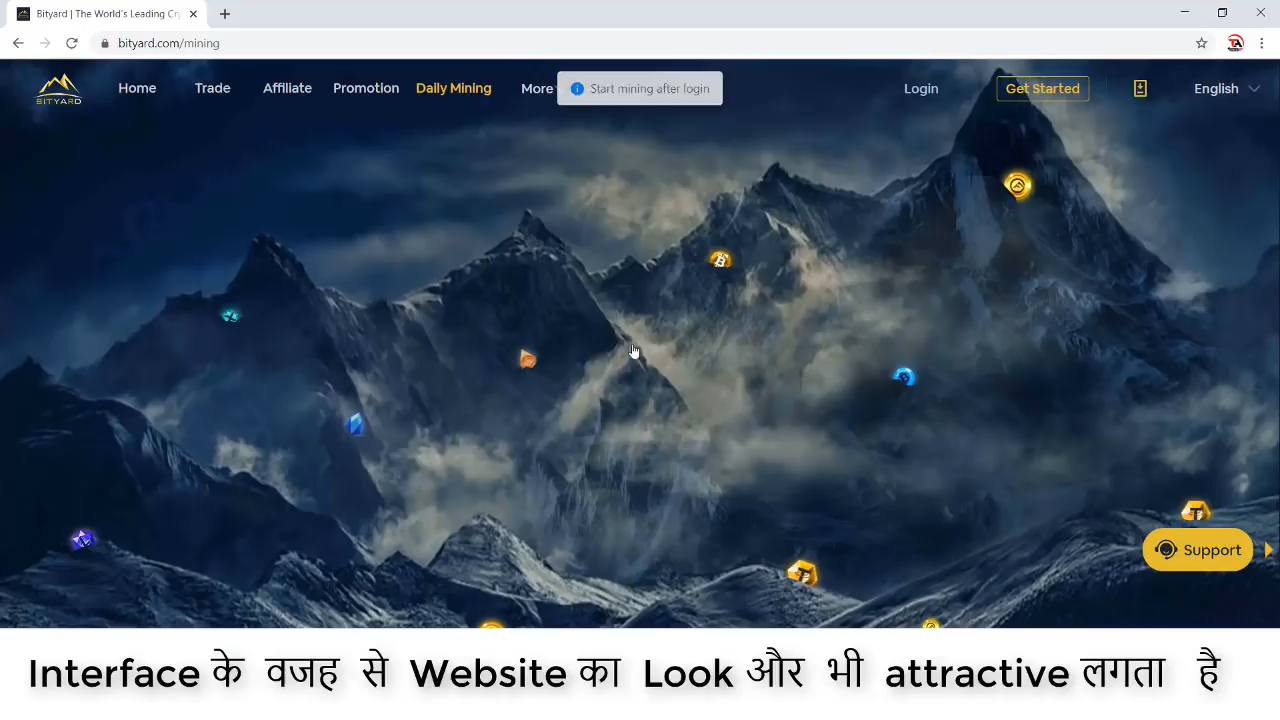 Bityard | The World's Leading Cr
bityard.com/mining
BITYARD
Home Trade Affiliate Promotion Daily Mining More Start mining after login Login Get Started English
Support
Interface के वजह से Website का Look और भी attractive लगता है